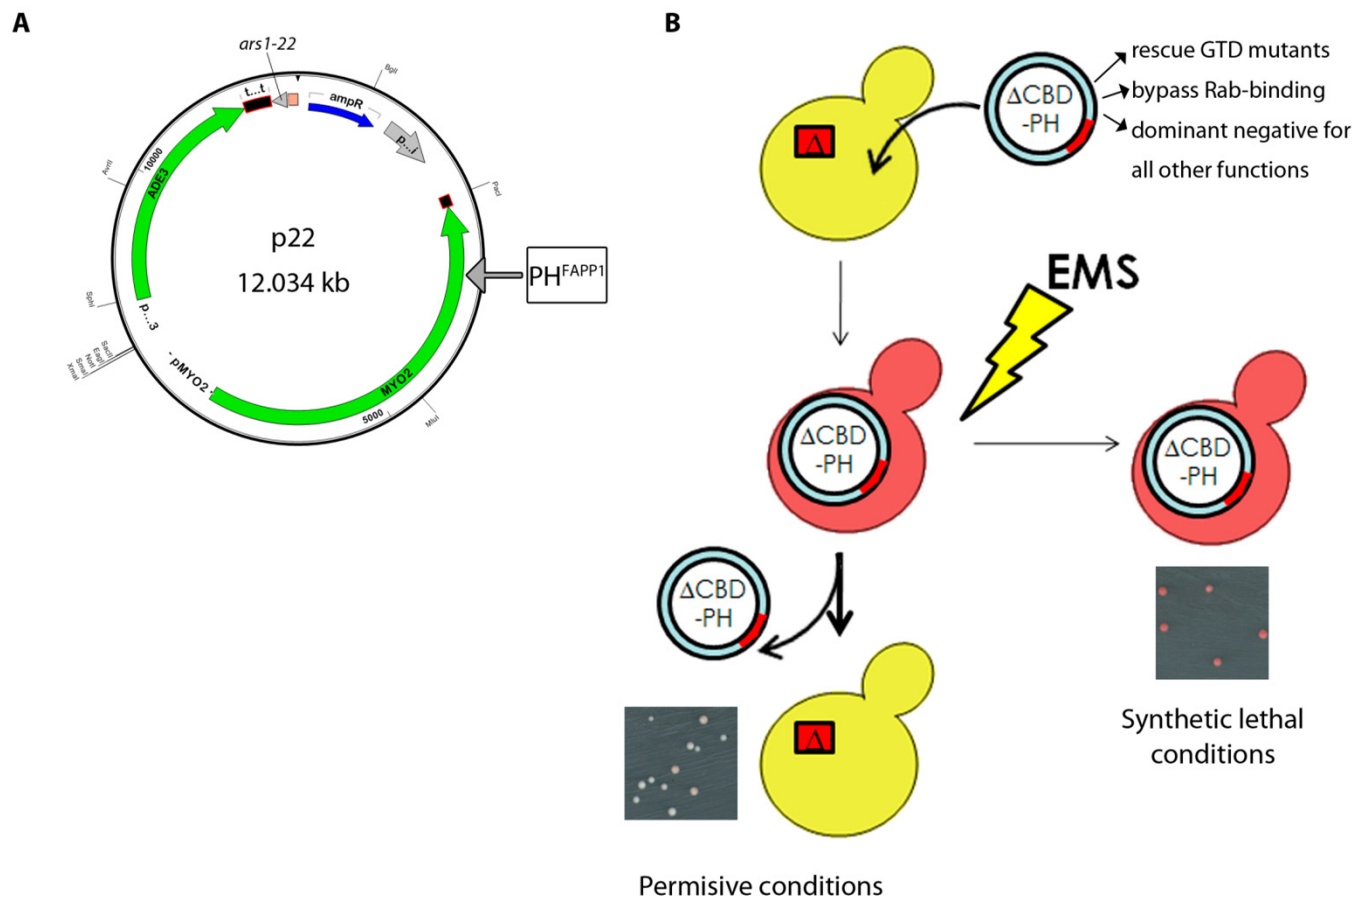 A
ars1-22
t...t
BglI
ampR
p...i
AvrII
10000
PacI
ADE3
p22
12.034 kb
PHFAPP1
SphI
p...3
SacII
EagI
NotI
SmaI
XmaI
- pMYO2 -
MYO2
5000
MluI
B
ΔCBD
-PH
rescue GTD mutants
bypass Rab-binding
dominant negative for
all other functions
Δ
EMS
ΔCBD
-PH
ΔCBD
-PH
ΔCBD
-PH
Δ
Synthetic lethal
conditions
Permisive conditions